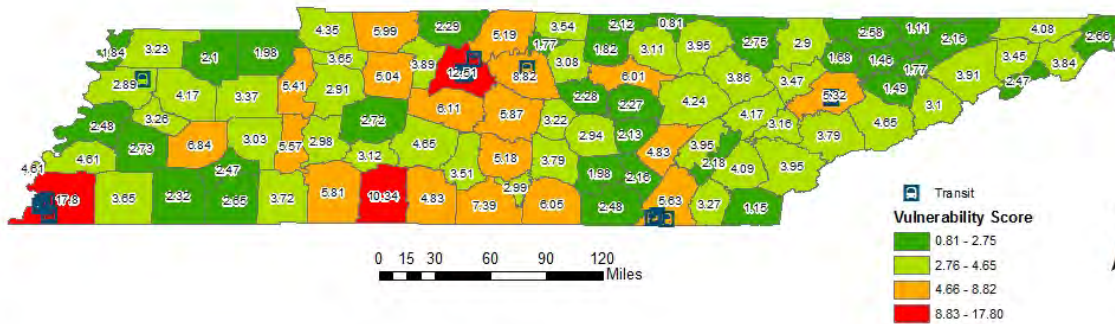 4.35 5.99 2.29 5.19 3.54 2.12 0.81 2.75 2.9 2.58 1.11 2.16 4.08 2.66
1.84 3.23 2.1 1.98 3.65 3.89 1.77 1.82 3.11 3.95 1.68 1.46 3.45 3.84
2.89 4.17 3.37 5.41 2.91 5.04 12.51 8.82 3.08 6.01 3.86 3.47 5.32 1.49 1.77 3.91 2.47
2.48 3.26 3.03 2.72 6.11 5.87 3.22 2.28 2.27 4.24 4.17 3.16 3.79 4.65 3.1
4.61 4.61 2.73 6.84 2.47 5.57 2.98 3.12 4.65 3.51 5.18 3.79 2.94 2.13 4.83 3.95 2.18 4.09 3.95
17.8 3.65 2.32 2.65 3.72 5.81 10.34 4.83 7.39 2.99 6.05 1.98 2.16 2.48 5.63 3.27 1.15
Transit
Vulnerability Score
0.81 - 2.75
2.76 - 4.65
4.66 - 8.82
8.83 - 17.80
0 15 30 60 90 120
Miles